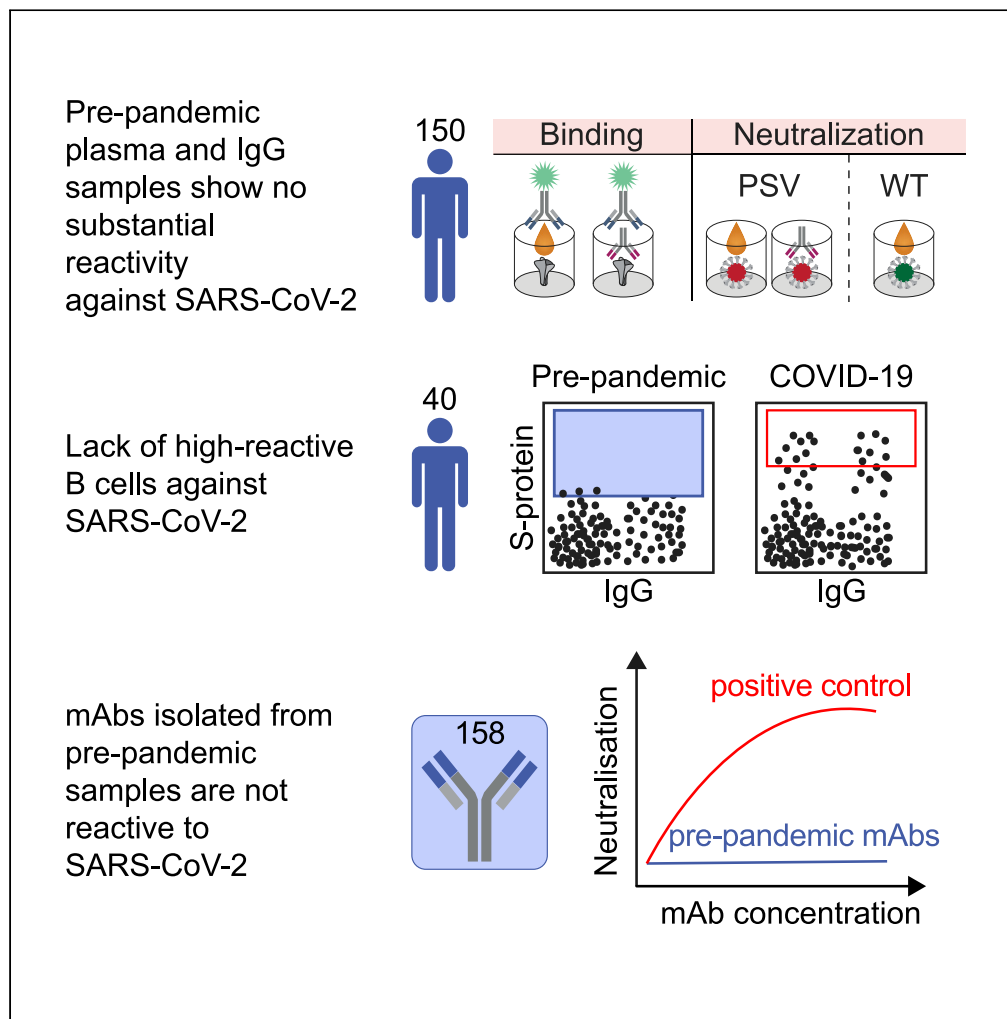 Pre-pandemic
plasma and IgG
samples show no
substantial
reactivity
against SARS-CoV-2
150
Binding
Neutralization
PSV
WT
Lack of high-reactive
B cells against
SARS-CoV-2
40
Pre-pandemic
COVID-19
S-protein
IgG
IgG
mAbs isolated from
pre-pandemic
samples are not
reactive to
SARS-CoV-2
158
Neutralisation
positive control
pre-pandemic mAbs
mAb concentration